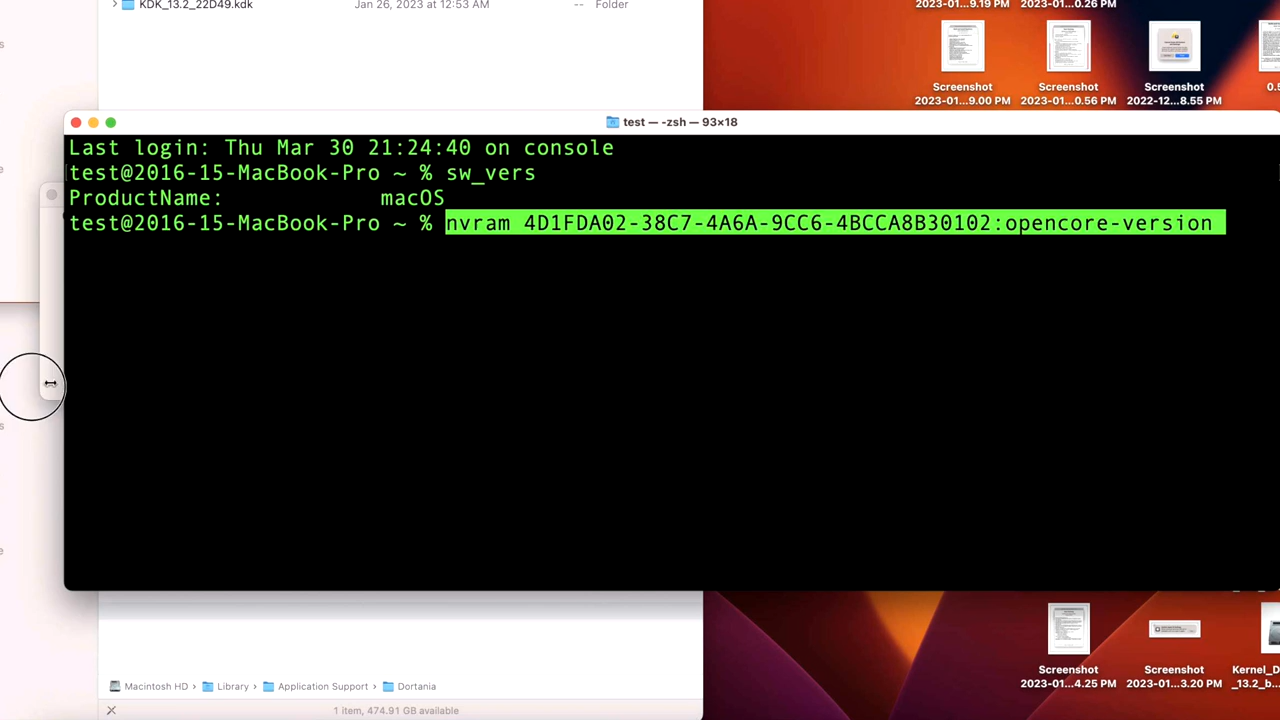 KDK_13.2_22D49.kdk Jan 26, 2023 at 12:53 AM -- Folder
2023-01...9.19 PM 2023-01...0.26 PM
Screenshot
2023-01...9.00 PM
Screenshot
2023-01...0.56 PM
Screenshot
2022-12...8.55 PM
0.5
test — -zsh — 93×18
Last login: Thu Mar 30 21:24:40 on console
test@2016-15-MacBook-Pro ~ % sw_vers
ProductName: macOS
test@2016-15-MacBook-Pro ~ % nvram 4D1FDA02-38C7-4A6A-9CC6-4BCCA8B30102:opencore-version
Screenshot
2023-01...4.25 PM
Screenshot
2023-01...3.20 PM
Kernel_D
_13.2_b...
Macintosh HD › Library › Application Support › Dortania
1 item, 474.91 GB available